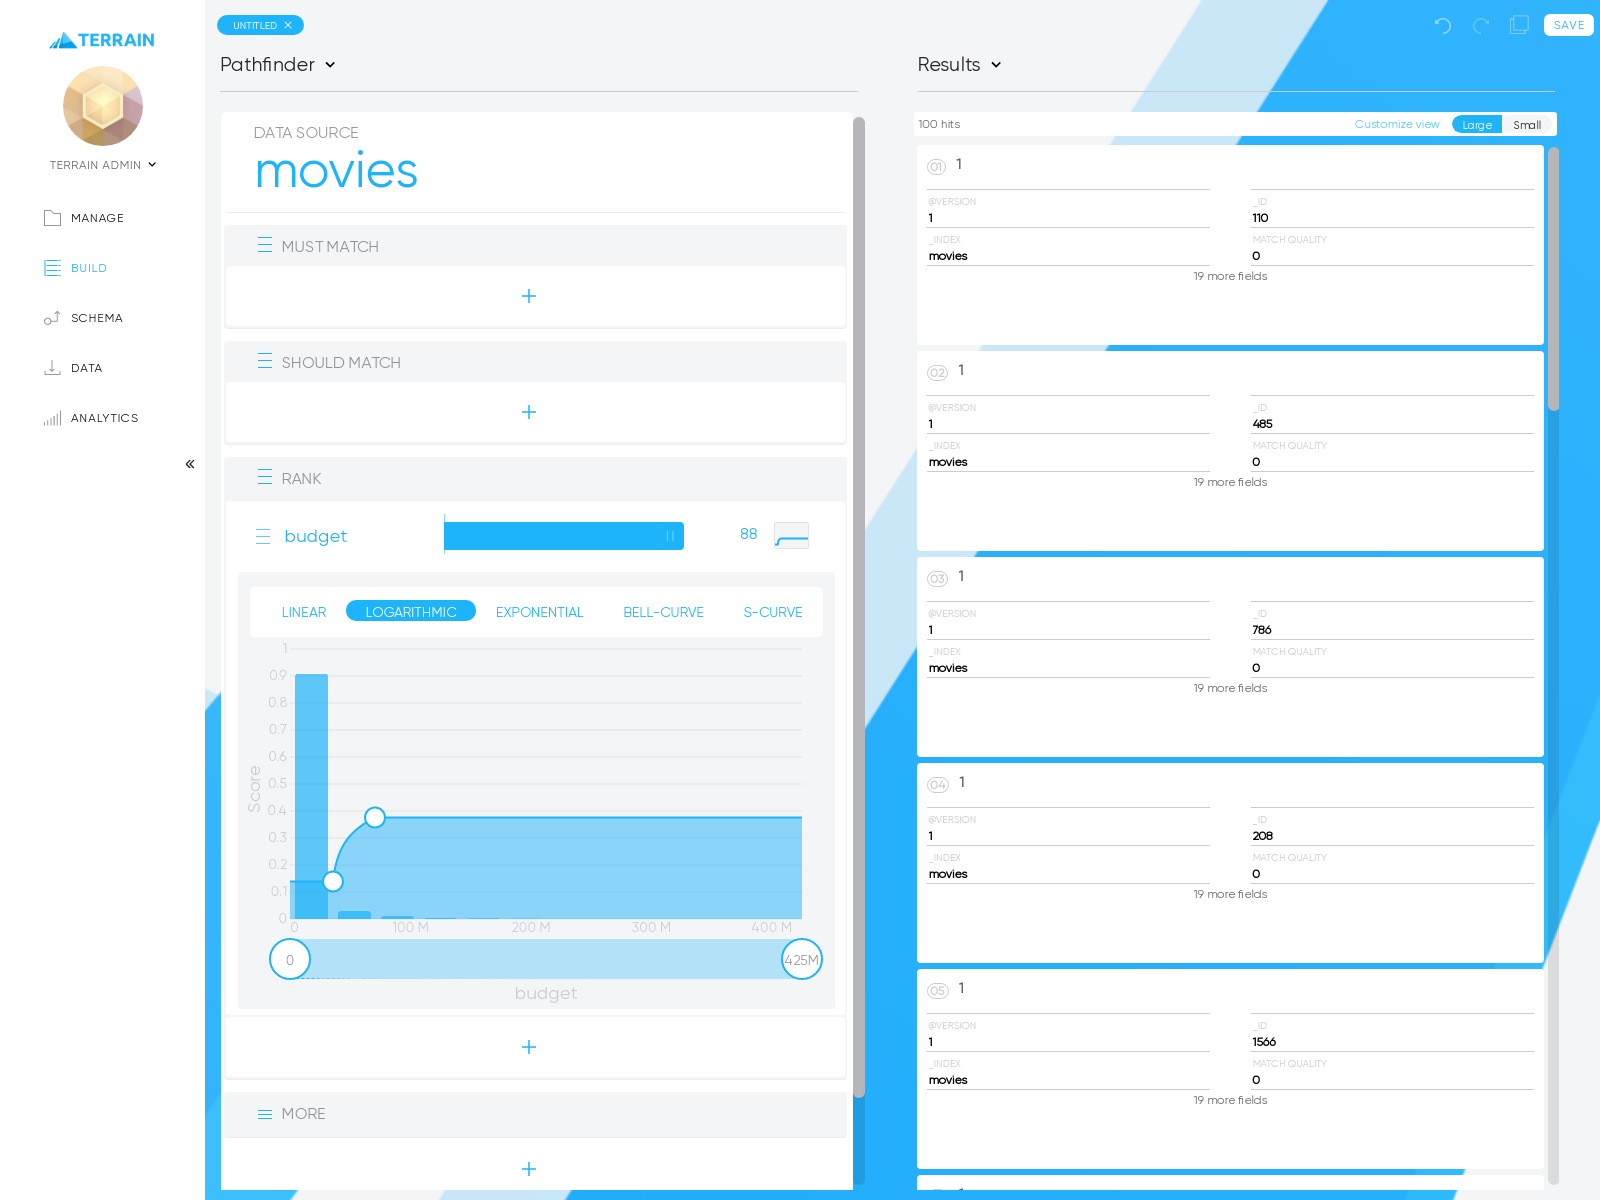 TERRAIN
TERRAIN ADMIN
MANAGE
BUILD
SCHEMA
DATA
ANALYTICS
UNTITLED
Pathfinder
DATA SOURCE
movies
MUST MATCH
+
SHOULD MATCH
+
RANK
budget
88
LINEAR LOGARITHMIC EXPONENTIAL BELL-CURVE S-CURVE
1
0.9
0.8
0.7
0.6
0.5
0.4
0.3
0.2
0.1
0
Score
0 100 M 200 M 300 M 400 M
0 425M
budget
+
MORE
+
SAVE
Results
100 hits Customize view Large Small
01 1
@VERSION
1
_ID
110
_INDEX
movies
MATCH QUALITY
0
19 more fields
02 1
@VERSION
1
_ID
485
_INDEX
movies
MATCH QUALITY
0
19 more fields
03 1
@VERSION
1
_ID
786
_INDEX
movies
MATCH QUALITY
0
19 more fields
04 1
@VERSION
1
_ID
208
_INDEX
movies
MATCH QUALITY
0
19 more fields
05 1
@VERSION
1
_ID
1566
_INDEX
movies
MATCH QUALITY
0
19 more fields